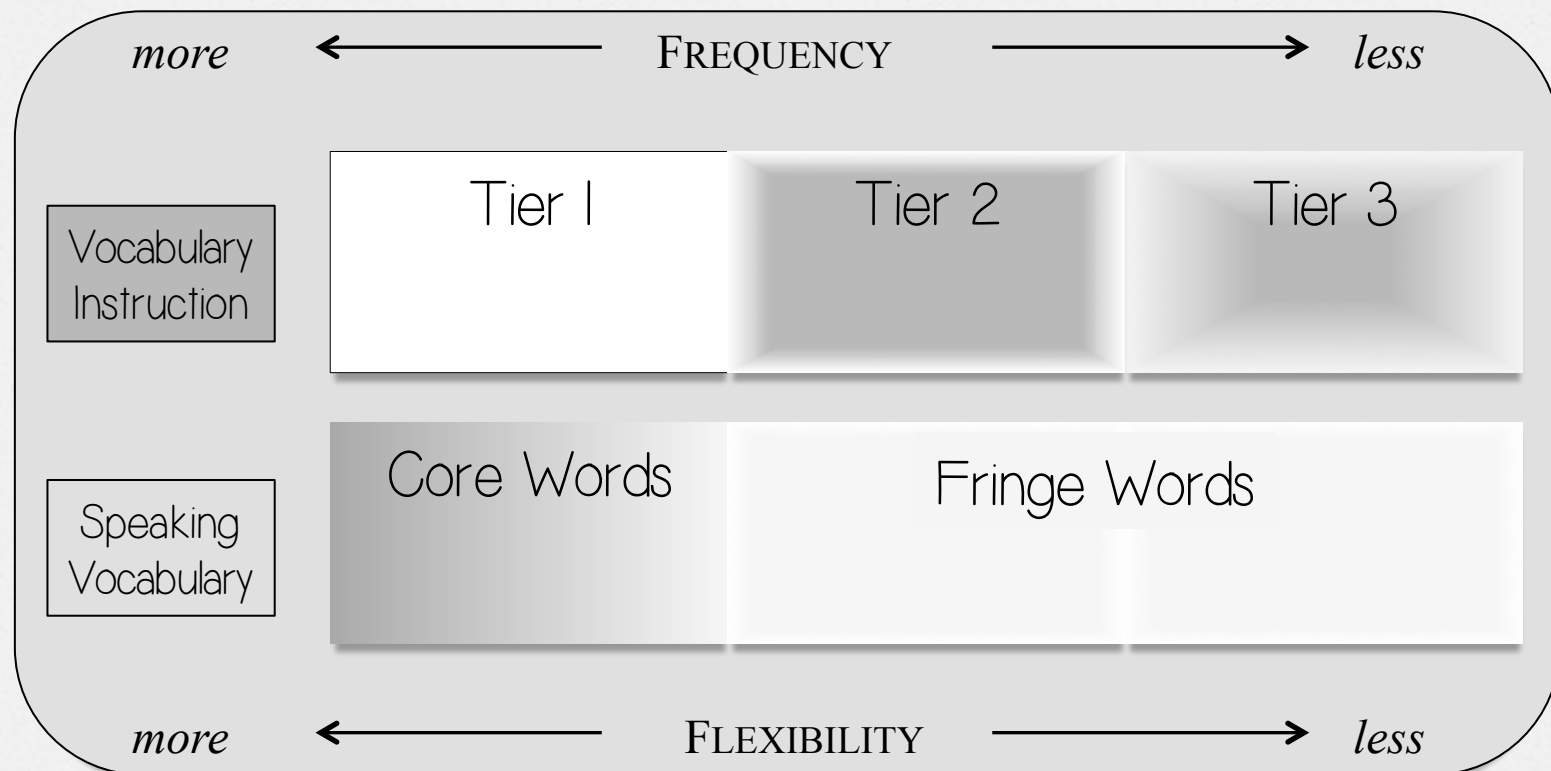 more FREQUENCY less
Tier 1 Tier 2 Tier 3
Vocabulary
Instruction
Core Words Fringe Words
Speaking
Vocabulary
more FLEXIBILITY less